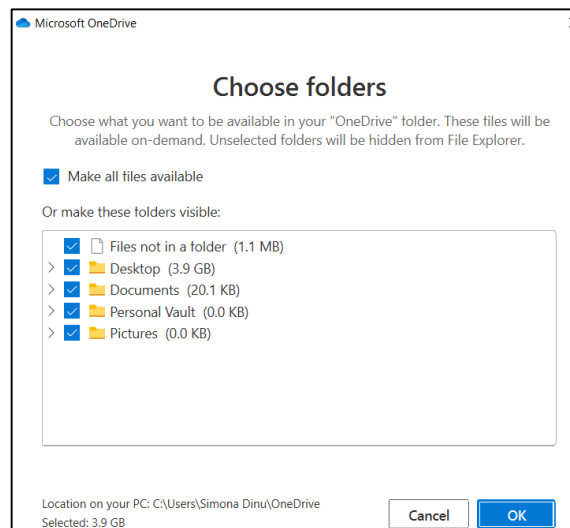 Microsoft OneDrive
Choose folders
Choose what you want to be available in your "OneDrive" folder. These files will be
available on-demand. Unselected folders will be hidden from File Explorer.
Make all files available
Or make these folders visible:
Files not in a folder (1.1 MB)
Desktop (3.9 GB)
Documents (20.1 KB)
Personal Vault (0.0 KB)
Pictures (0.0 KB)
Location on your PC: C:\Users\Simona Dinu\OneDrive
Selected: 3.9 GB
Cancel
OK